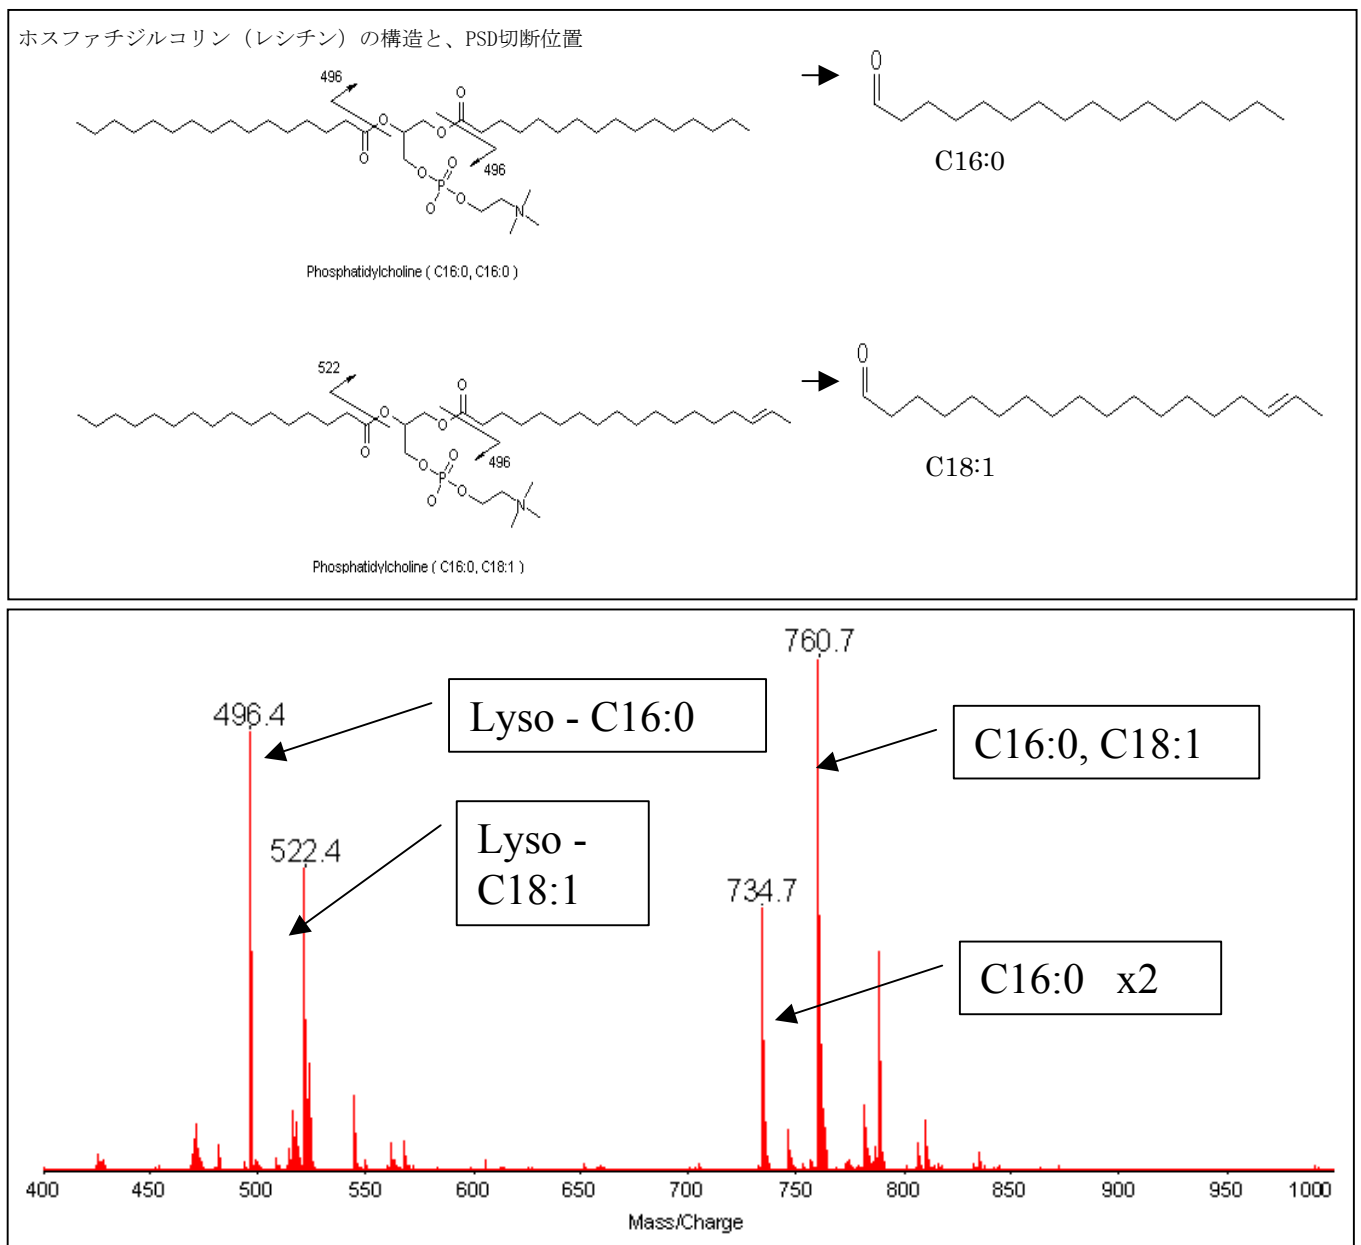 ホスファチジルコリン（レシチン）の構造と、PSD切断位置
496
O
O
O
O
O
O
P
O
O
O
N
496
Phosphatidylcholine ( C16:0, C16:0 )
O
C16:0
522
O
O
O
O
O
O
P
O
O
O
N
496
Phosphatidylcholine ( C16:0, C18:1 )
O
C18:1
760.7
496.4
Lyso - C16:0
C16:0, C18:1
522.4
Lyso -
C18:1
734.7
C16:0 x2
400 450 500 550 600 650 700 750 800 850 900 950 1000
Mass/Charge